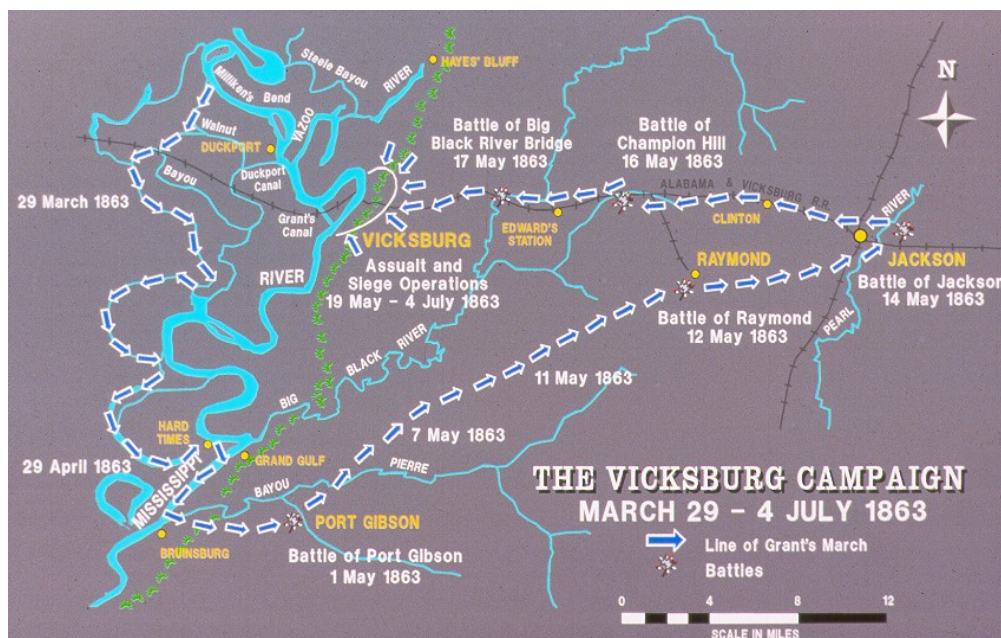 Steele Bayou
HAYES' BLUFF
Milliken's
Bend
YAZOO
RIVER
N
Walnut
Bayou
DUCKPORT
Duckport
Canal
Battle of Big
Black River Bridge
17 May 1863
Battle of
Champion Hill
16 May 1863
29 March 1863
Grant's
Canal
VICKSBURG
EDWARD'S
STATION
ALABAMA & VICKSBURG R.R.
CLINTON
RIVER
RIVER
Assualt and
Siege Operations
19 May - 4 July 1863
RAYMOND
JACKSON
Battle of Jackson
14 May 1863
Battle of Raymond
12 May 1863
PEARL
BIG
BLACK
RIVER
11 May 1863
7 May 1863
HARD
TIMES
29 April 1863
GRAND GULF
MISSISSIPPI
BAYOU
PIERRE
BRUINSBURG
PORT GIBSON
Battle of Port Gibson
1 May 1863
THE VICKSBURG CAMPAIGN
MARCH 29 - 4 JULY 1863
Line of Grant's March
Battles
0 4 8 12
SCALE IN MILES